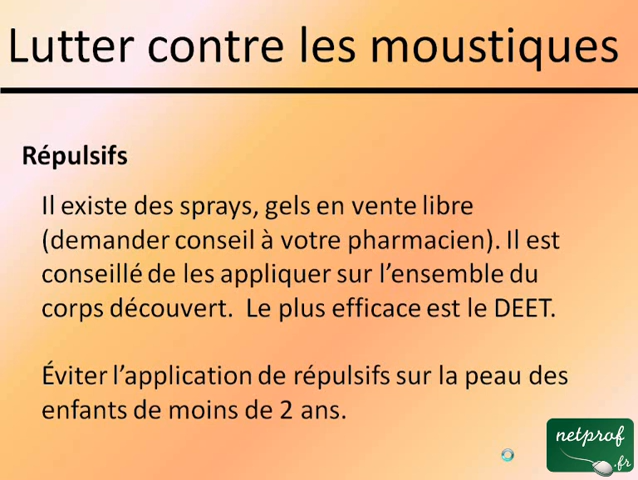 Lutter contre les moustiques
Répulsifs
Il existe des sprays, gels en vente libre
(demander conseil à votre pharmacien). Il est
conseillé de les appliquer sur l’ensemble du
corps découvert.  Le plus efficace est le DEET.
Éviter l’application de répulsifs sur la peau des
enfants de moins de 2 ans.
netprof
.fr